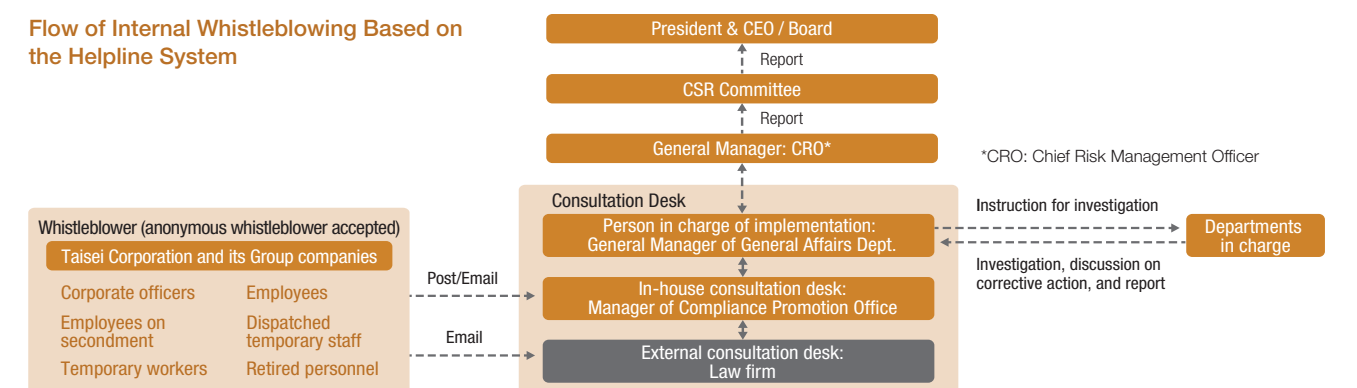 Flow of Internal Whistleblowing Based on
the Helpline System
President & CEO / Board
Report
CSR Committee
Report
General Manager: CRO*
*CRO: Chief Risk Management Officer
Whistleblower (anonymous whistleblower accepted)
Taisei Corporation and its Group companies
Corporate officers
Employees
Employees on
secondment
Dispatched
temporary staff
Temporary workers
Retired personnel
Post/Email
Email
Consultation Desk
Person in charge of implementation:
General Manager of General Affairs Dept.
In-house consultation desk:
Manager of Compliance Promotion Office
External consultation desk:
Law firm
Instruction for investigation
Investigation, discussion on
corrective action, and report
Departments
in charge